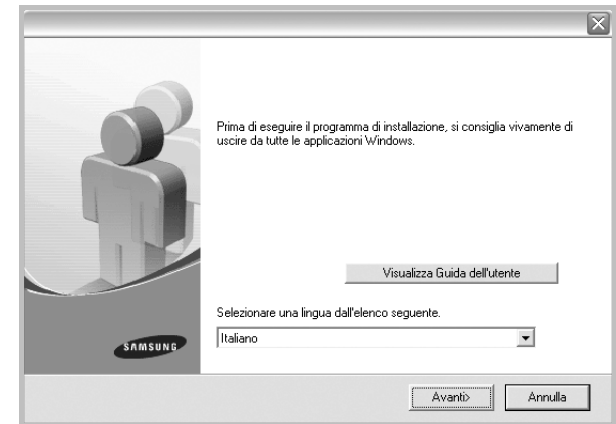 Prima di eseguire il programma di installazione, si consiglia vivamente di
uscire da tutte le applicazioni Windows.
Visualizza Guida dell'utente
Selezionare una lingua dall'elenco seguente.
Italiano
SAMSUNG
Avanti>
Annulla